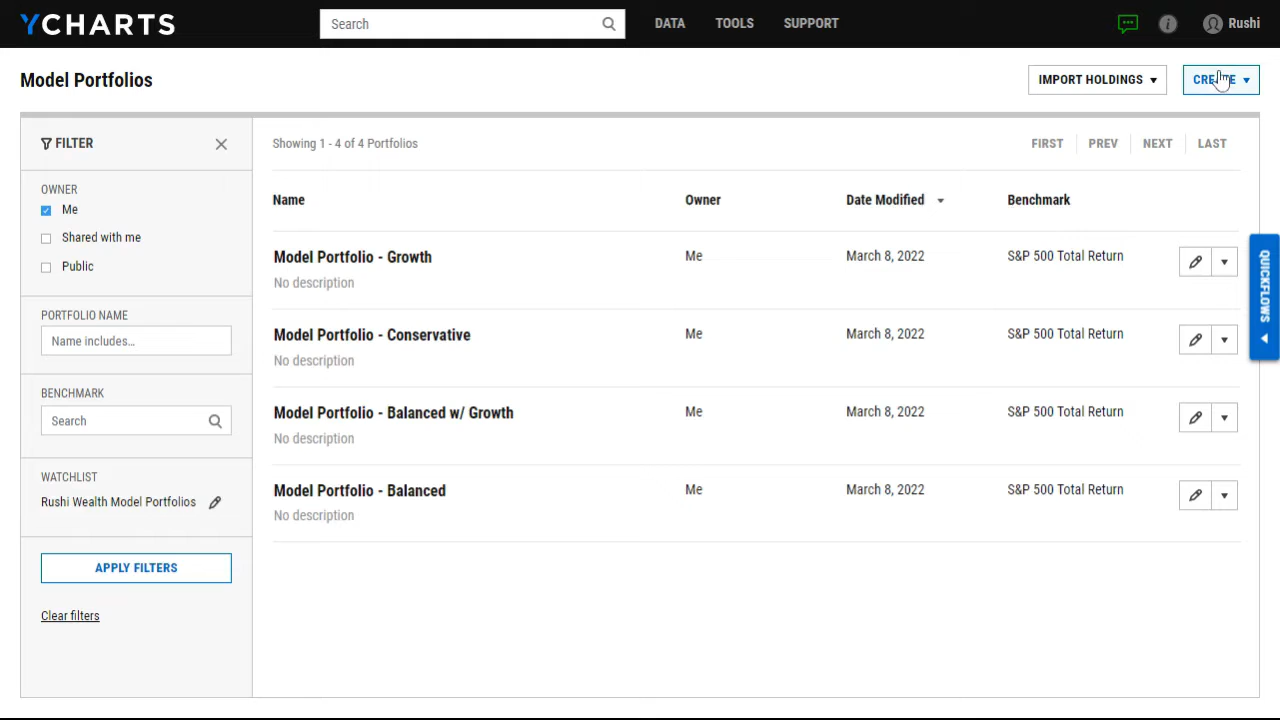 YCHARTS
Search
DATA
TOOLS
SUPPORT
Rushi
Model Portfolios
IMPORT HOLDINGS
CREATE
FILTER
Showing 1 - 4 of 4 Portfolios
FIRST
PREV
NEXT
LAST
OWNER
Me
Shared with me
Public
PORTFOLIO NAME
Name includes...
BENCHMARK
Search
WATCHLIST
Rushi Wealth Model Portfolios
APPLY FILTERS
Clear filters
Name Owner Date Modified Benchmark
Model Portfolio - Growth Me March 8, 2022 S&P 500 Total Return
No description
Model Portfolio - Conservative Me March 8, 2022 S&P 500 Total Return
No description
Model Portfolio - Balanced w/ Growth Me March 8, 2022 S&P 500 Total Return
No description
Model Portfolio - Balanced Me March 8, 2022 S&P 500 Total Return
No description
QUICKFLOWS